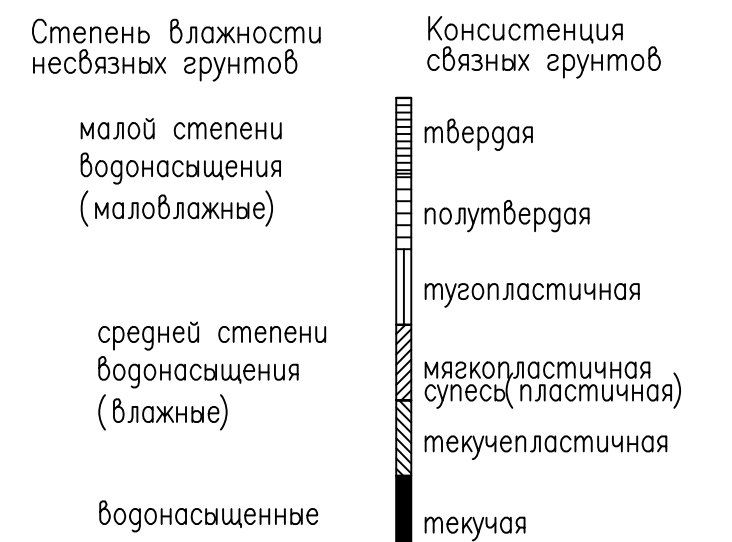 Степень влажности
несвязных грунтов
малой степени
водонасыщения
(маловлажные)
средней степени
водонасыщения
(влажные)
водонасыщенные
Консистенция
связных грунтов
твердая
полутвердая
тугопластичная
мягкопластичная
супесь(пластичная)
текучепластичная
текучая